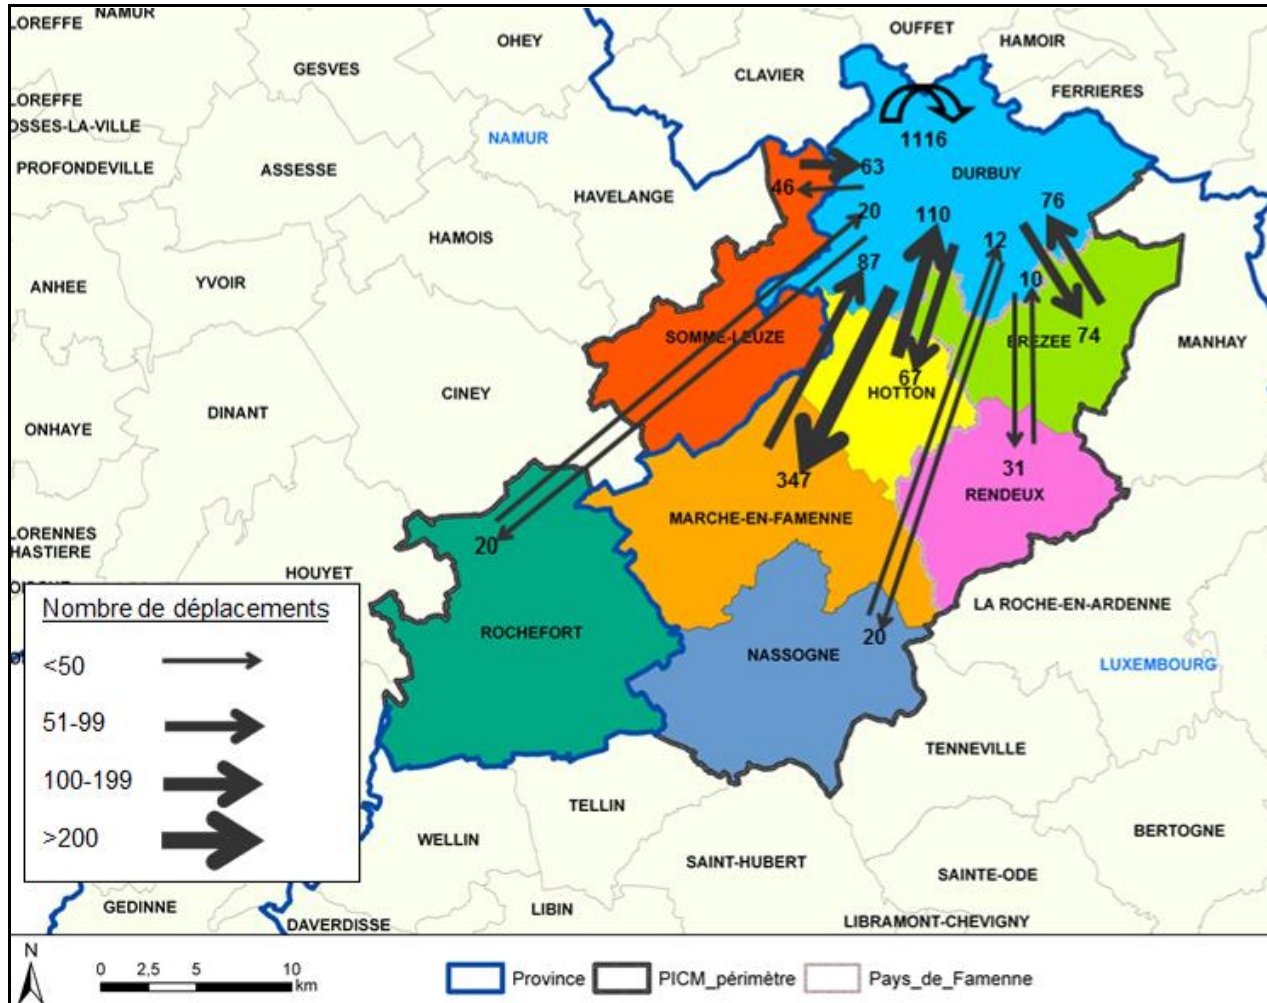 NAMUR
LOREFFE
OHEY
OUFFET
HAMOIR
GESVES
CLAVIER
FERRIERES
LOREFFE
OSSES-LA-VILLE
NAMUR
1116
PROFONDEVILLE
ASSESSE
63
DURBUY
46
HAVELANGE
76
20
110
HAMOIS
12
87
10
ANHEE
YVOIR
SOMME-LEUZE
EREZEE
74
MANHAY
67
CINEY
HOTTON
DINANT
ONHAYE
347
31
RENDEUX
MARCHE-EN-FAMENNE
LORENNES
HASTIERE
20
HOUYET
LA ROCHE-EN-ARDENNE
ROCHEFORT
20
NASSOGNE
LUXEMBOURG
Nombre de déplacements
<50
51-99
100-199
>200
TENNEVILLE
TELLIN
WELLIN
BERTOGNE
SAINT-HUBERT
SAINTE-ODE
GEDINNE
LIBIN
DAVERDISSE
LIBRAMONT-CHEVIGNY
N
0 2,5 5 10
km
Province
PICM_périmètre
Pays_de_Famenne